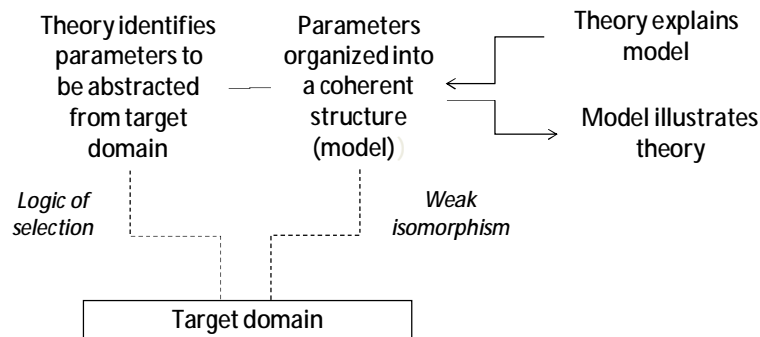 Theory identifies
parameters to
be abstracted
from target
domain
Parameters
organized into
a coherent
structure
(model)
Theory explains
model
Model illustrates
theory
Logic of
selection
Weak
isomorphism
Target domain